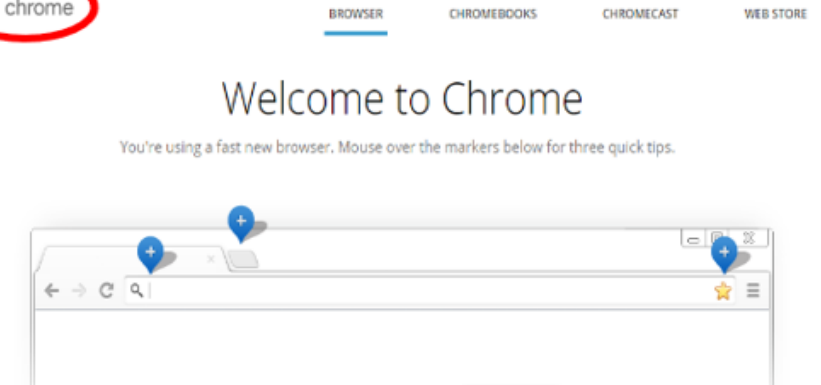 chrome
BROWSER CHROMEBOOKS CHROMECAST WEB STORE
Welcome to Chrome
You're using a fast new browser. Mouse over the markers below for three quick tips.